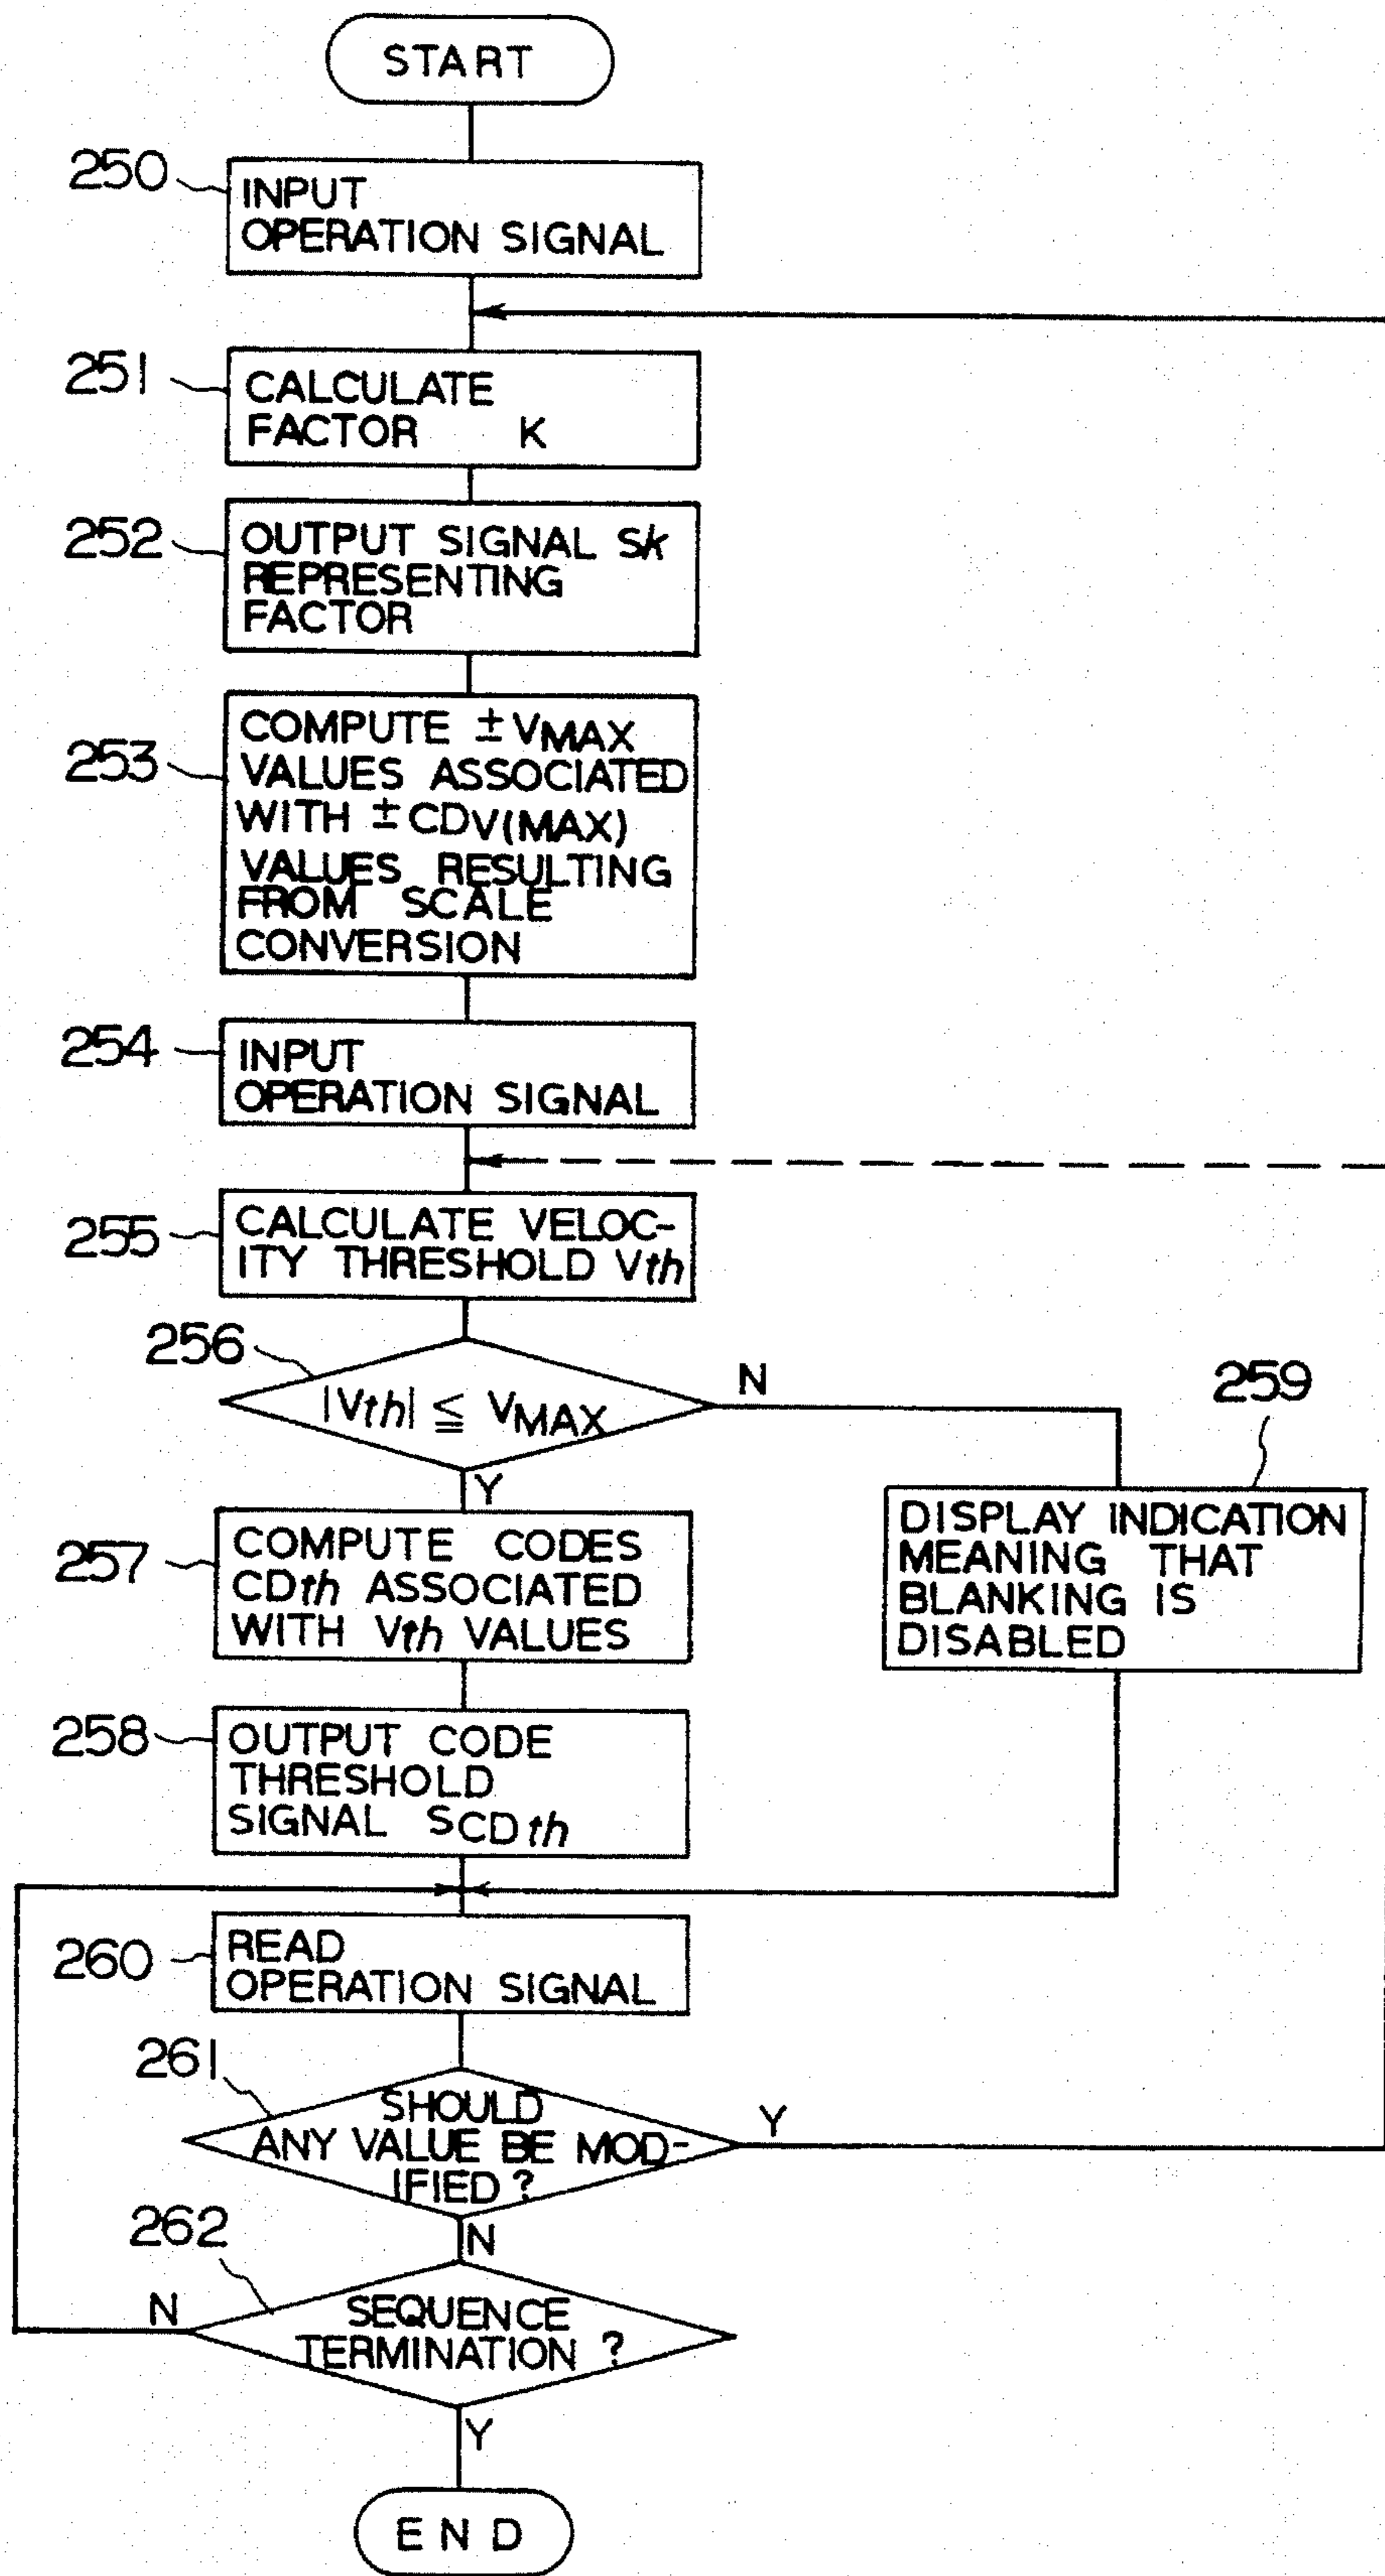 START
250
INPUT
OPERATION SIGNAL
251
CALCULATE
FACTOR K
252
OUTPUT SIGNAL Sk
REPRESENTING
FACTOR
253
COMPUTE ±VMAX
VALUES ASSOCIATED
WITH ±CDV(MAX)
VALUES RESULTING
FROM SCALE
CONVERSION
254
INPUT
OPERATION SIGNAL
255
CALCULATE VELOC-
ITY THRESHOLD Vth
256
|Vth| ≦ VMAX
N
Y
259
DISPLAY INDICATION
MEANING THAT
BLANKING IS
DISABLED
257
COMPUTE CODES
CDth ASSOCIATED
WITH Vth VALUES
258
OUTPUT CODE
THRESHOLD
SIGNAL SCDth
260
READ
OPERATION SIGNAL
261
SHOULD
ANY VALUE BE MOD-
IFIED ?
Y
N
262
SEQUENCE
TERMINATION ?
N
Y
END